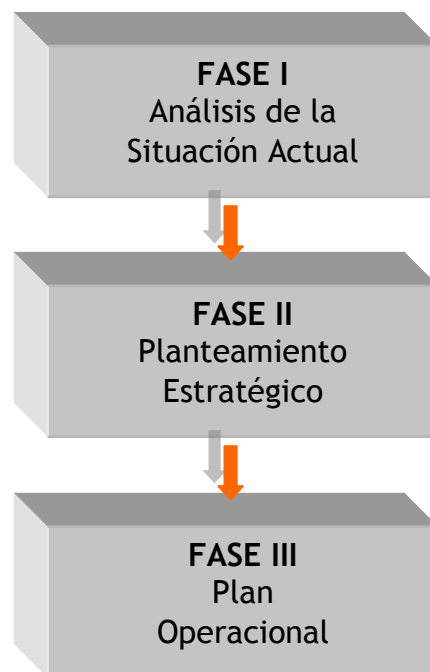 FASE I
Análisis de la
Situación Actual
FASE II
Planteamiento
Estratégico
FASE III
Plan
Operacional